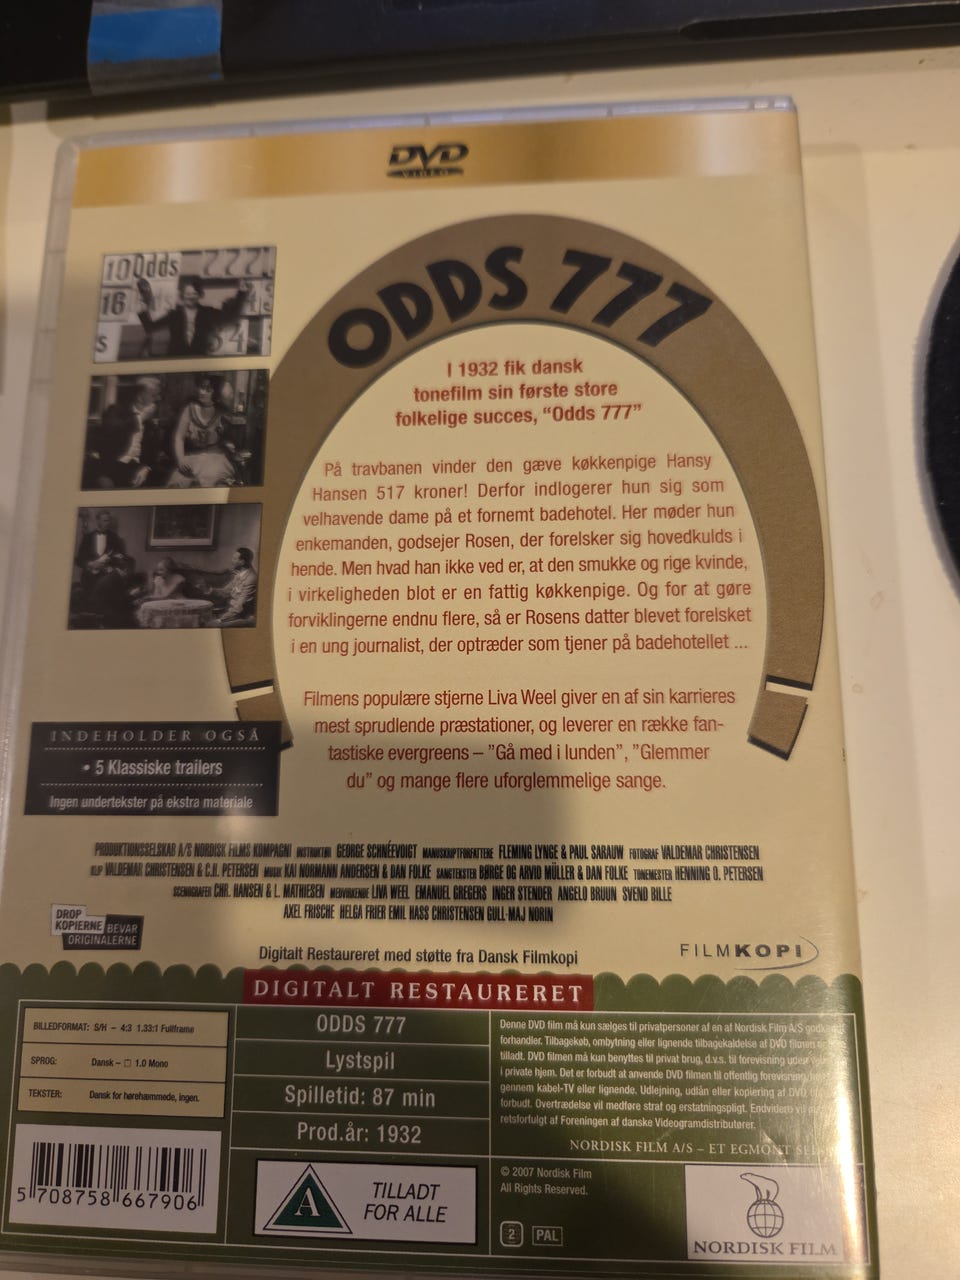 DVD
VIDEO
10 Odds 777
16
S 54
ODDS 777
I 1932 fik dansk
tonefilm sin første store
folkelige succes, “Odds 777”
På travbanen vinder den gæve køkkenpige Hansy
Hansen 517 kroner! Derfor indlogerer hun sig som
velhavende dame på et fornemt badehotel. Her møder hun
enkemanden, godsejer Rosen, der forelsker sig hovedkulds i
hende. Men hvad han ikke ved er, at den smukke og rige kvinde,
i virkeligheden blot er en fattig køkkenpige. Og for at gøre
forviklingerne endnu flere, så er Rosens datter blevet forelsket
i en ung journalist, der optræder som tjener på badehotellet ...
Filmens populære stjerne Liva Weel giver en af sin karrieres
mest sprudlende præstationer, og leverer en række fan-
tastiske evergreens – ”Gå med i lunden”, ”Glemmer
du” og mange flere uforglemmelige sange.
INDEHOLDER OGSÅ
• 5 Klassiske trailers
Ingen undertekster på ekstra materiale
PRODUKTIONSSELSKAB A/S NORDISK FILMS KOMPAGNI INSTRUKTØR GEORGE SCHNÉEVOIGT MANUSKRIPTFORFATTERE FLEMING LYNGE & PAUL SARAUW FOTOGRAF VALDEMAR CHRISTENSEN
KLIP VALDEMAR CHRISTENSEN & C.H. PETERSEN MUSIK KAI NORMANN ANDERSEN & DAN FOLKE SANGTEKSTER BØRGE OG ARVID MÜLLER & DAN FOLKE TONEMESTER HENNING O. PETERSEN
SCENOGRAFER CHR. HANSEN & L. MATHIESEN MEDVIRKENDE LIVA WEEL EMANUEL GREGERS INGER STENDER ANGELO BRUUN SVEND BILLE
AXEL FRISCHE HELGA FRIER EMIL HASS CHRISTENSEN GULL-MAJ NORIN
DROP
KOPIERNE BEVAR
ORIGINALERNE
Digitalt Restaureret med støtte fra Dansk Filmkopi
FILMKOPI
DIGITALT RESTAURERET
BILLEDFORMAT: S/H – 4:3 1.33:1 Fullframe
SPROG: Dansk – 1.0 Mono
TEKSTER: Dansk for hørehæmmede, ingen.
ODDS 777
Lystspil
Spilletid: 87 min
Prod.år: 1932
Denne DVD film må kun sælges til privatpersoner af en af Nordisk Film A/S
forhandler. Tilbagekøb, ombytning eller lignende tilbagekaldelse af DVD filmen
tilladt. DVD filmen må kun benyttes til privat brug, d.v.s. til forevisning
i private hjem. Det er forbudt at anvende DVD filmen til offentlig forevisning,
gennem kabel-TV eller lignende. Udlejning, udlån eller kopiering af DVD
forbudt. Overtrædelse vil medføre straf og erstatningspligt. Endvidere vil
retsforfulgt af Foreningen af danske Videogramdistributører.
NORDISK FILM A/S – ET EGMONT
5 708758 667906
A
TILLADT
FOR ALLE
© 2007 Nordisk Film
All Rights Reserved.
2 PAL
NORDISK FILM